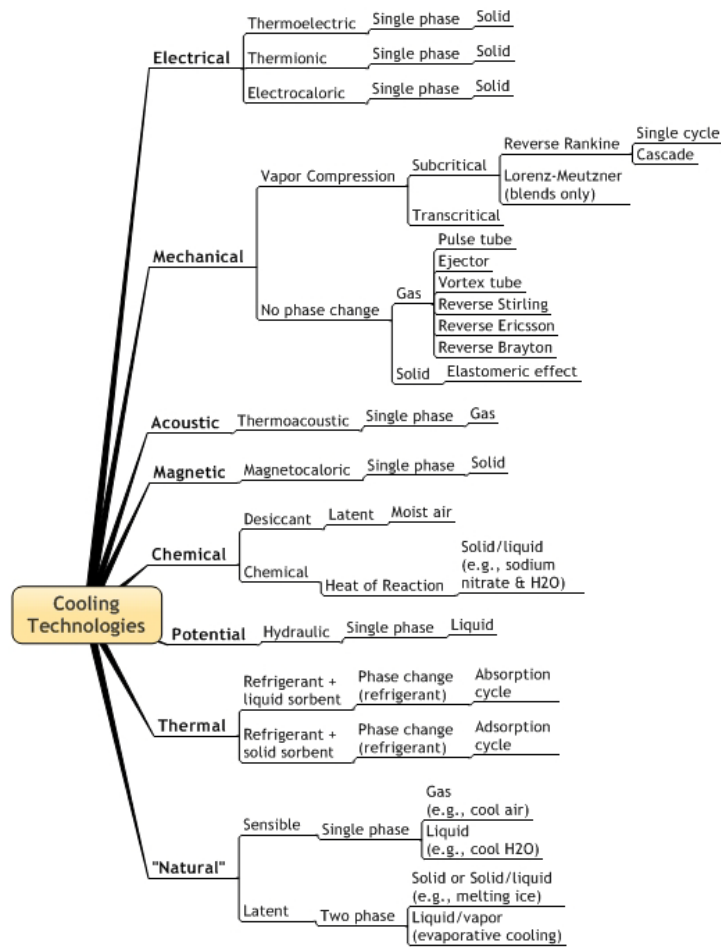 Thermoelectric Single phase Solid
Electrical Thermionic Single phase Solid
Electrocaloric Single phase Solid
Single cycle
Reverse Rankine
Cascade
Subcritical
Vapor Compression
Lorenz-Meutzner
(blends only)
Transcritical
Mechanical
Pulse tube
Ejector
Vortex tube
Gas
Reverse Stirling
No phase change
Reverse Ericsson
Reverse Brayton
Solid Elastomeric effect
Acoustic Thermoacoustic Single phase Gas
Magnetic Magnetocaloric Single phase Solid
Desiccant Latent Moist air
Chemical
Chemical Heat of Reaction
Solid/liquid
(e.g., sodium
nitrate & H2O)
Cooling
Technologies
Potential Hydraulic Single phase Liquid
Thermal
Refrigerant +
liquid sorbent
Phase change
(refrigerant)
Absorption
cycle
Refrigerant +
solid sorbent
Phase change
(refrigerant)
Adsorption
cycle
"Natural"
Sensible Single phase
Gas
(e.g., cool air)
Liquid
(e.g., cool H2O)
Latent Two phase
Solid or Solid/liquid
(e.g., melting ice)
Liquid/vapor
(evaporative cooling)